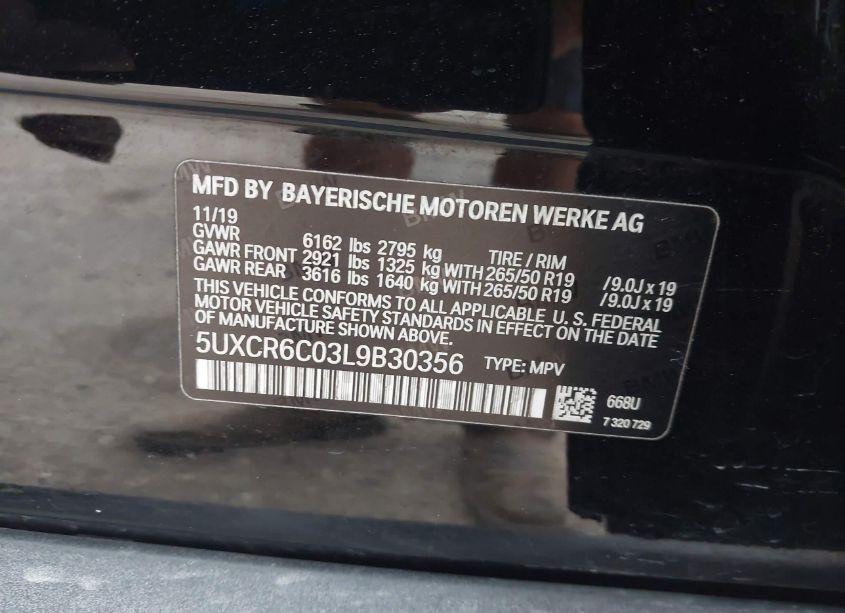 MFD BY BAYERISCHE MOTOREN WERKE AG
11/19
GVWR 6162 lbs 2795 kg TIRE / RIM
GAWR FRONT 2921 lbs 1325 kg WITH 265/50 R19 /9.0J x 19
GAWR REAR 3616 lbs 1640 kg WITH 265/50 R19 /9.0J x 19
THIS VEHICLE CONFORMS TO ALL APPLICABLE U.S. FEDERAL
MOTOR VEHICLE SAFETY STANDARDS IN EFFECT ON THE DATE
OF MANUFACTURE SHOWN ABOVE.
5UXCR6C03L9B30356 TYPE: MPV
668U
7 320 729